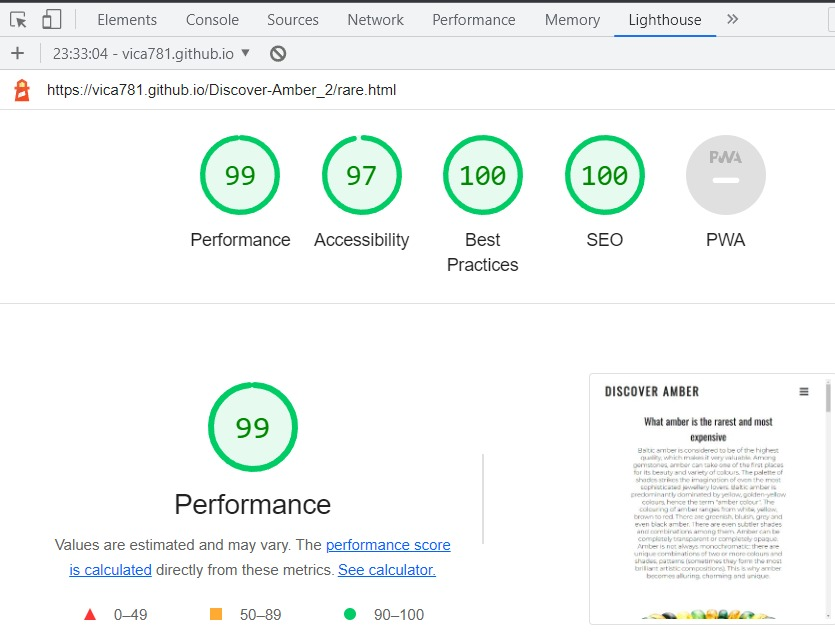 Elements Console Sources Network Performance Memory Lighthouse »
+ 23:33:04 - vica781.github.io ▼
https://vica781.github.io/Discover-Amber_2/rare.html
99 97 100 100 PWA
Performance Accessibility Best SEO PWA
Practices
99
Performance
Values are estimated and may vary. The performance score
is calculated directly from these metrics. See calculator.
0–49 50–89 90–100
DISCOVER AMBER
What amber is the rarest and most
expensive
Baltic amber is considered to be of the highest
quality, which makes it very valuable. Among
gemstones, amber can take one of the first places
for its beauty and variety of colours. The palette of
shades strikes the imagination of even the most
sophisticated jewellery lovers. Baltic amber is
predominantly dominated by yellow, golden-yellow
colours, hence the term "amber colour". The
colouring of amber ranges from white, yellow,
brown to red. There are greenish, bluish, grey and
even black amber. There are even subtler shades
and combinations among them. Amber can be
completely transparent or completely opaque.
Amber is not always monochromatic: there are
unique combinations of two or more colours and
shades, patterns (sometimes they form the most
brilliant artistic compositions). This is why amber
becomes alluring, charming and unique.